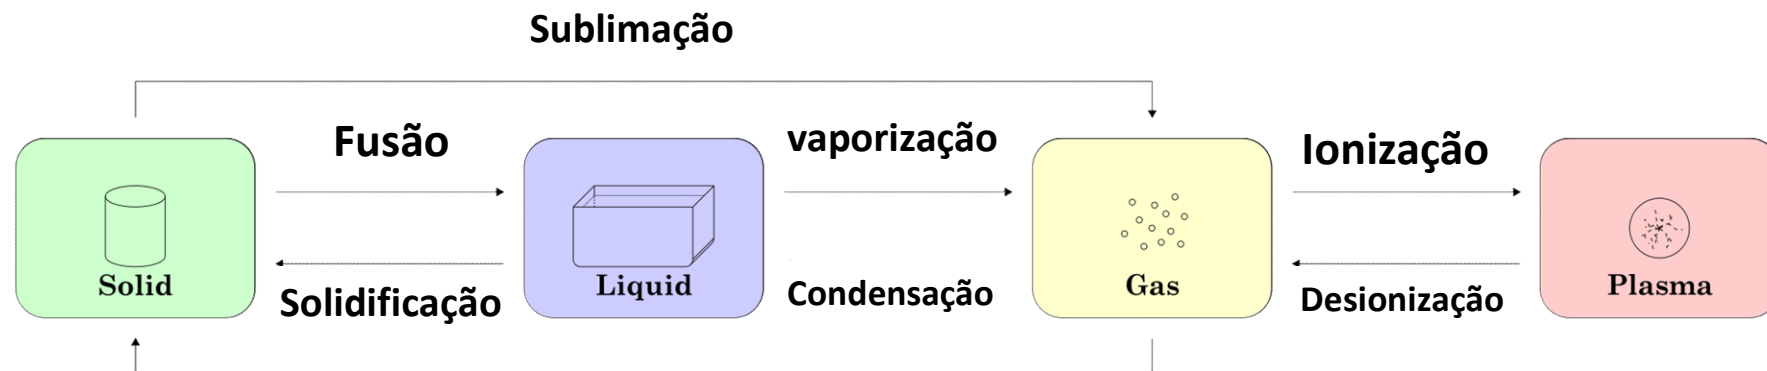 Sublimação
Fusão
vaporização
Ionização
Solid
Liquid
Gas
Plasma
Solidificação
Condensação
Desionização